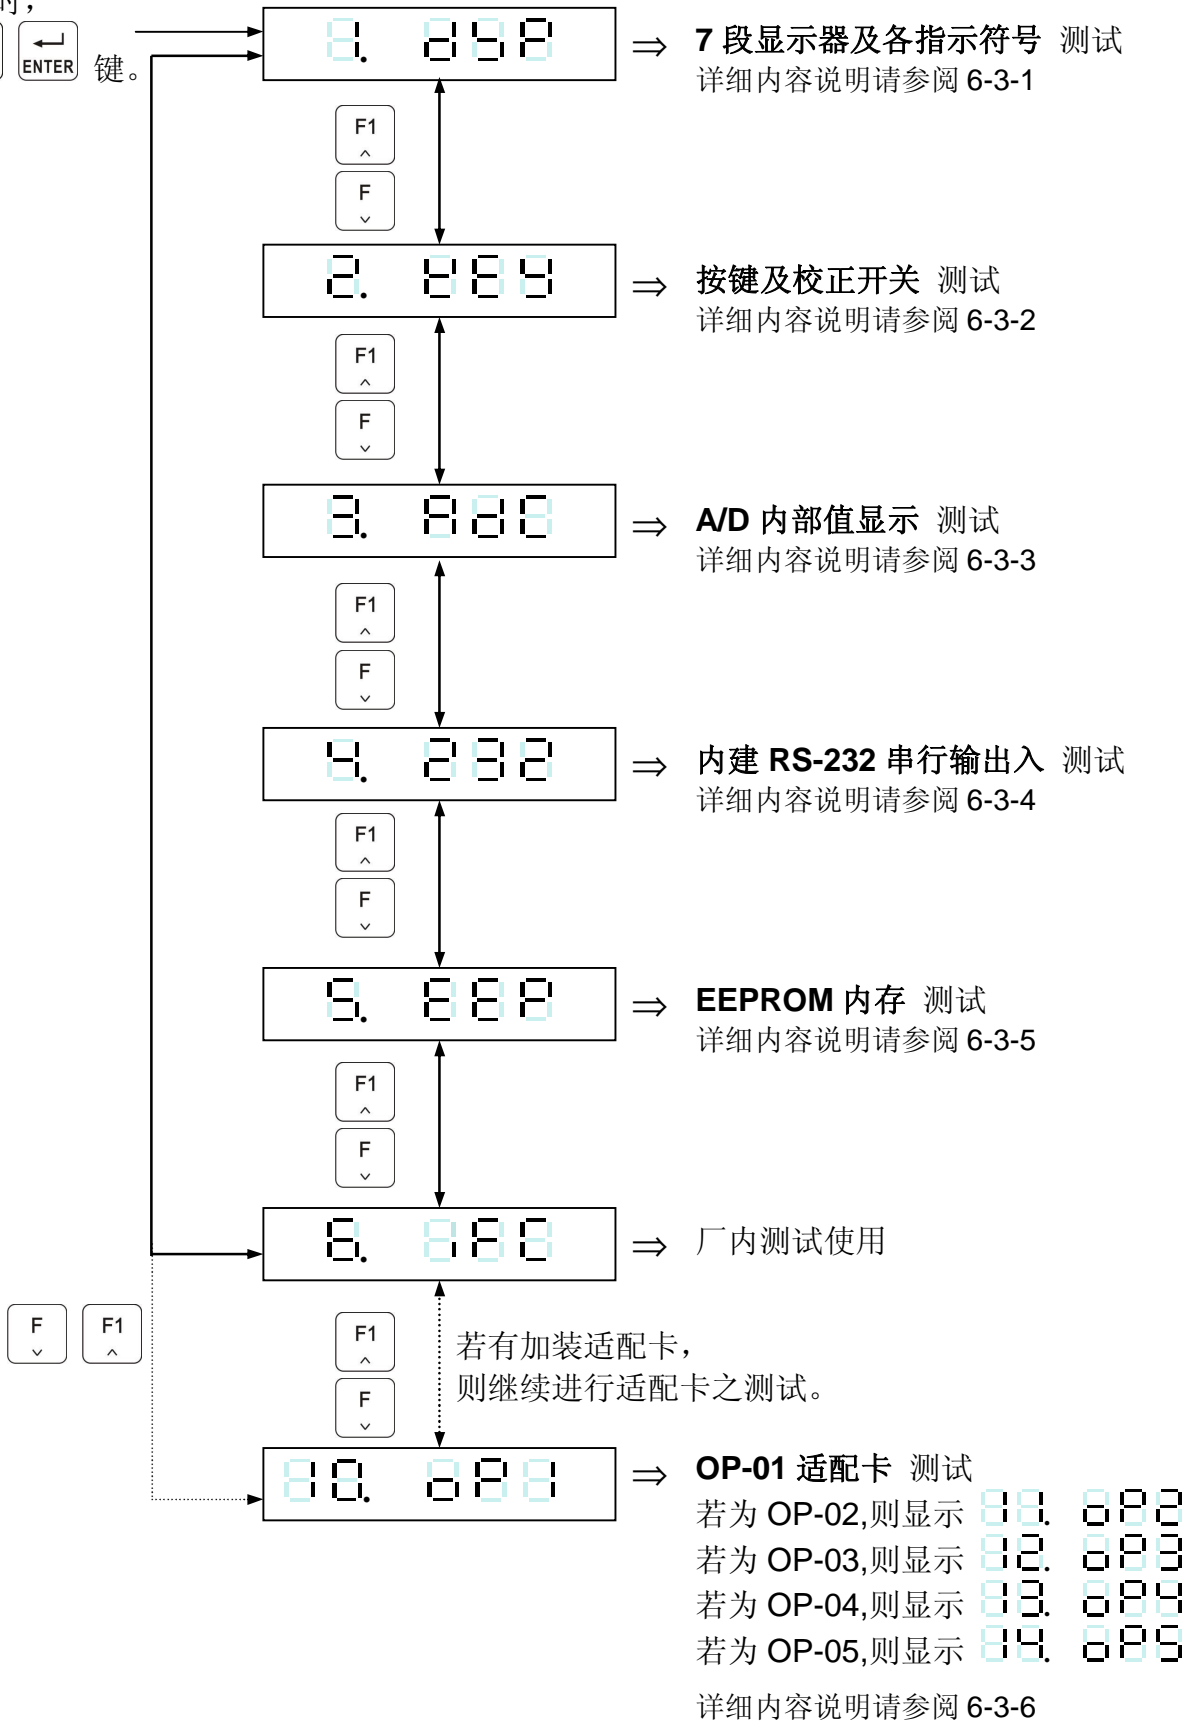 时，
ENTER 键。
1. dSP ⇒ 7 段显示器及各指示符号 测试
详细内容说明请参阅 6-3-1
F1
F
2. KEY ⇒ 按键及校正开关 测试
详细内容说明请参阅 6-3-2
F1
F
3. AdC ⇒ A/D 内部值显示 测试
详细内容说明请参阅 6-3-3
F1
F
4. 232 ⇒ 内建 RS-232 串行输出入 测试
详细内容说明请参阅 6-3-4
F1
F
5. EEP ⇒ EEPROM 内存 测试
详细内容说明请参阅 6-3-5
F1
F
6. iFC ⇒ 厂内测试使用
F F1
F1
F
若有加装适配卡，
则继续进行适配卡之测试。
10. oP1 ⇒ OP-01 适配卡 测试
若为 OP-02,则显示 11. oP2
若为 OP-03,则显示 12. oP3
若为 OP-04,则显示 13. oP4
若为 OP-05,则显示 14. oP5
详细内容说明请参阅 6-3-6